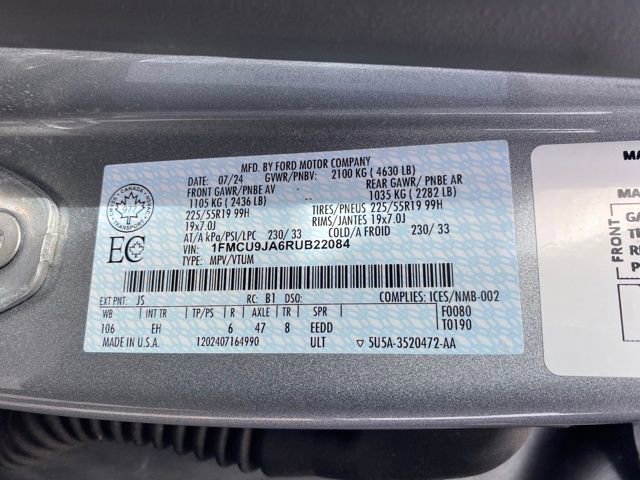 MFD. BY FORD MOTOR COMPANY
DATE: 07/24 GVWR/PNBV: 2100 KG ( 4630 LB)
FRONT GAWR/PNBE AV REAR GAWR/ PNBE AR
1105 KG ( 2436 LB) 1035 KG ( 2282 LB)
225/55R19 99H TIRES/PNEUS 225/55R19 99H
19x7.0J RIMS/JANTES 19x7.0J
AT/A kPa/PSI/LPC 230/ 33 COLD/A FROID 230/ 33
VIN: 1FMCU9JA6RUB22084
TYPE: MPV/VTUM
CANADA
EC
EXT PNT: JS RC: B1 DSO: COMPLIES: ICES/NMB-002
WB INT TR TP/PS R AXLE TR SPR F0080
106 EH 6 47 8 EEDD T0190
MADE IN U.S.A. 1202407164990 ULT ▽ 5U5A-3520472-AA
MA
MA
FRONT